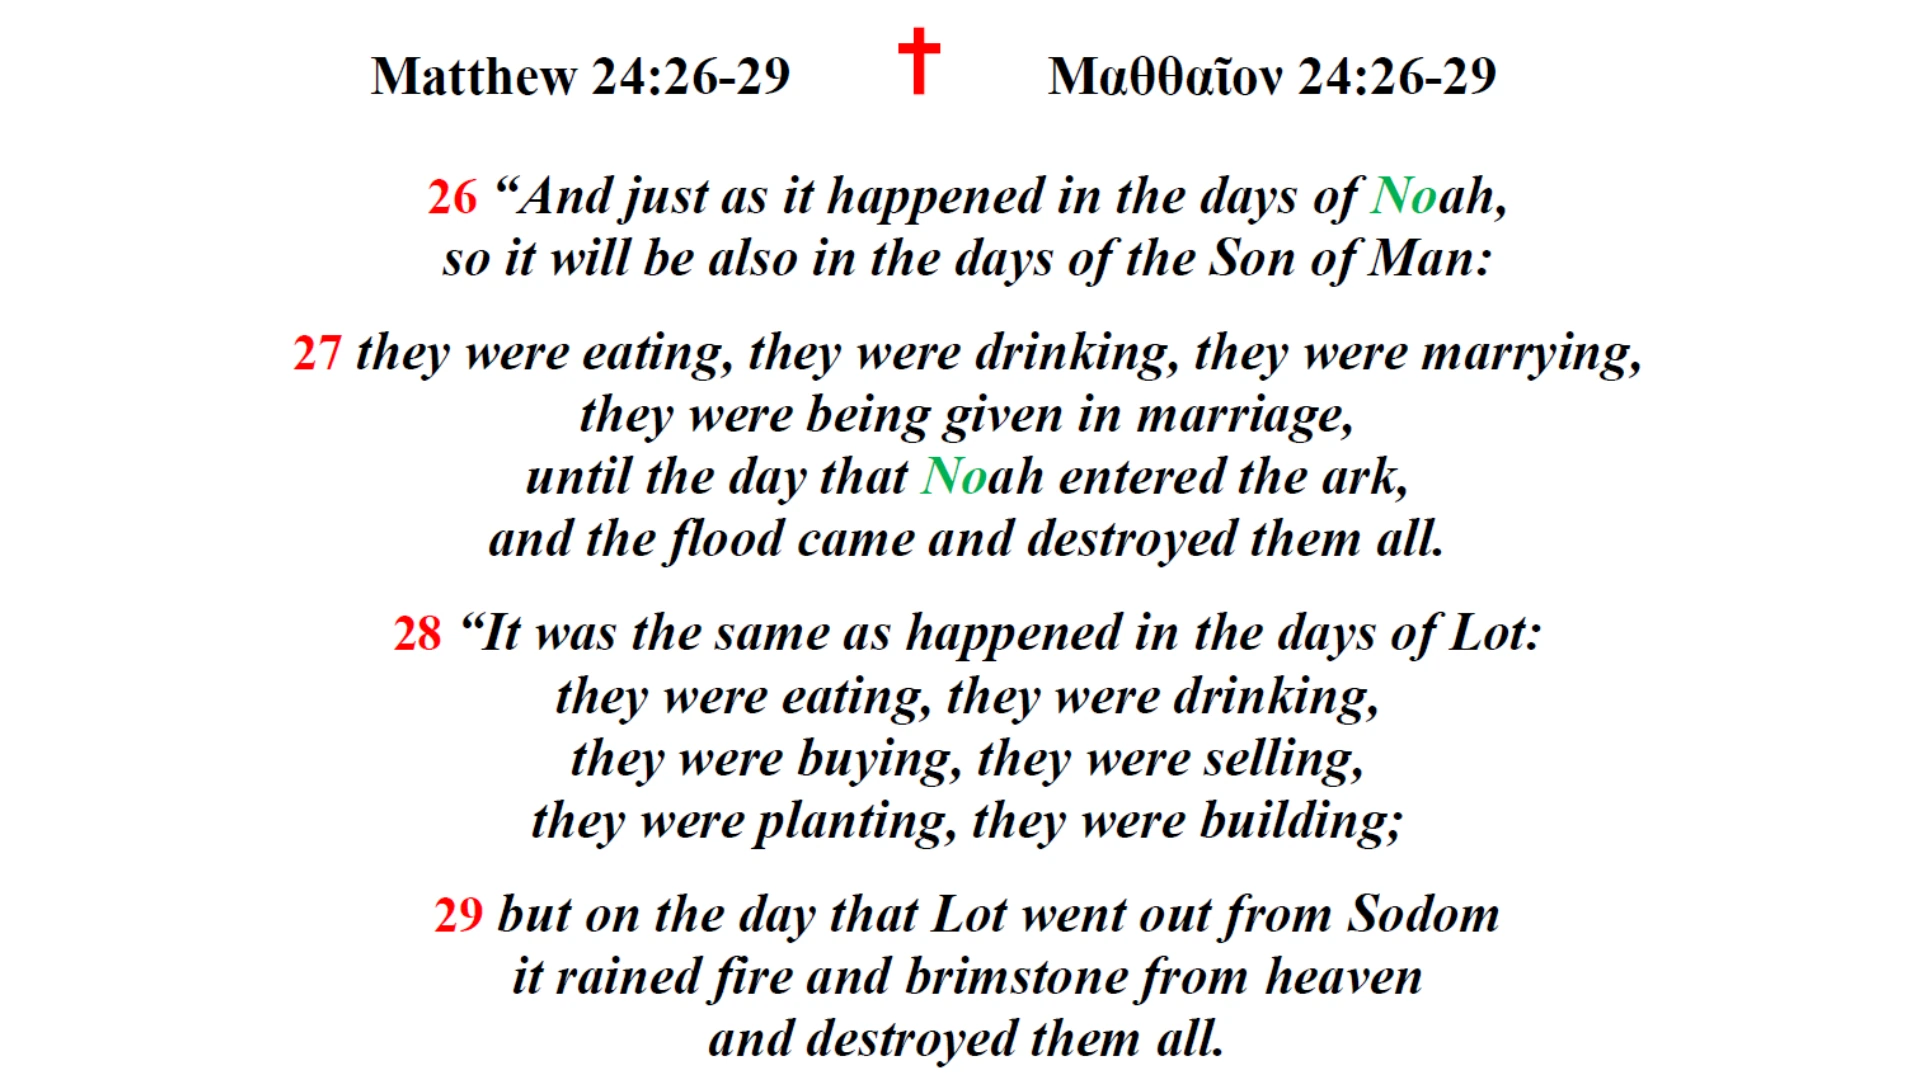 Matthew 24:26-29 Μαθθαῖον 24:26-29
26 “And just as it happened in the days of Noah,
so it will be also in the days of the Son of Man:
27 they were eating, they were drinking, they were marrying,
they were being given in marriage,
until the day that Noah entered the ark,
and the flood came and destroyed them all.
28 “It was the same as happened in the days of Lot:
they were eating, they were drinking,
they were buying, they were selling,
they were planting, they were building;
29 but on the day that Lot went out from Sodom
it rained fire and brimstone from heaven
and destroyed them all.